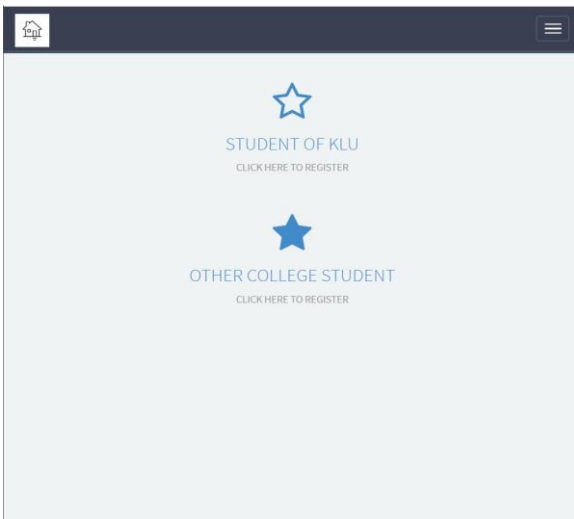 STUDENT OF KLU
CLICK HERE TO REGISTER
OTHER COLLEGE STUDENT
CLICK HERE TO REGISTER